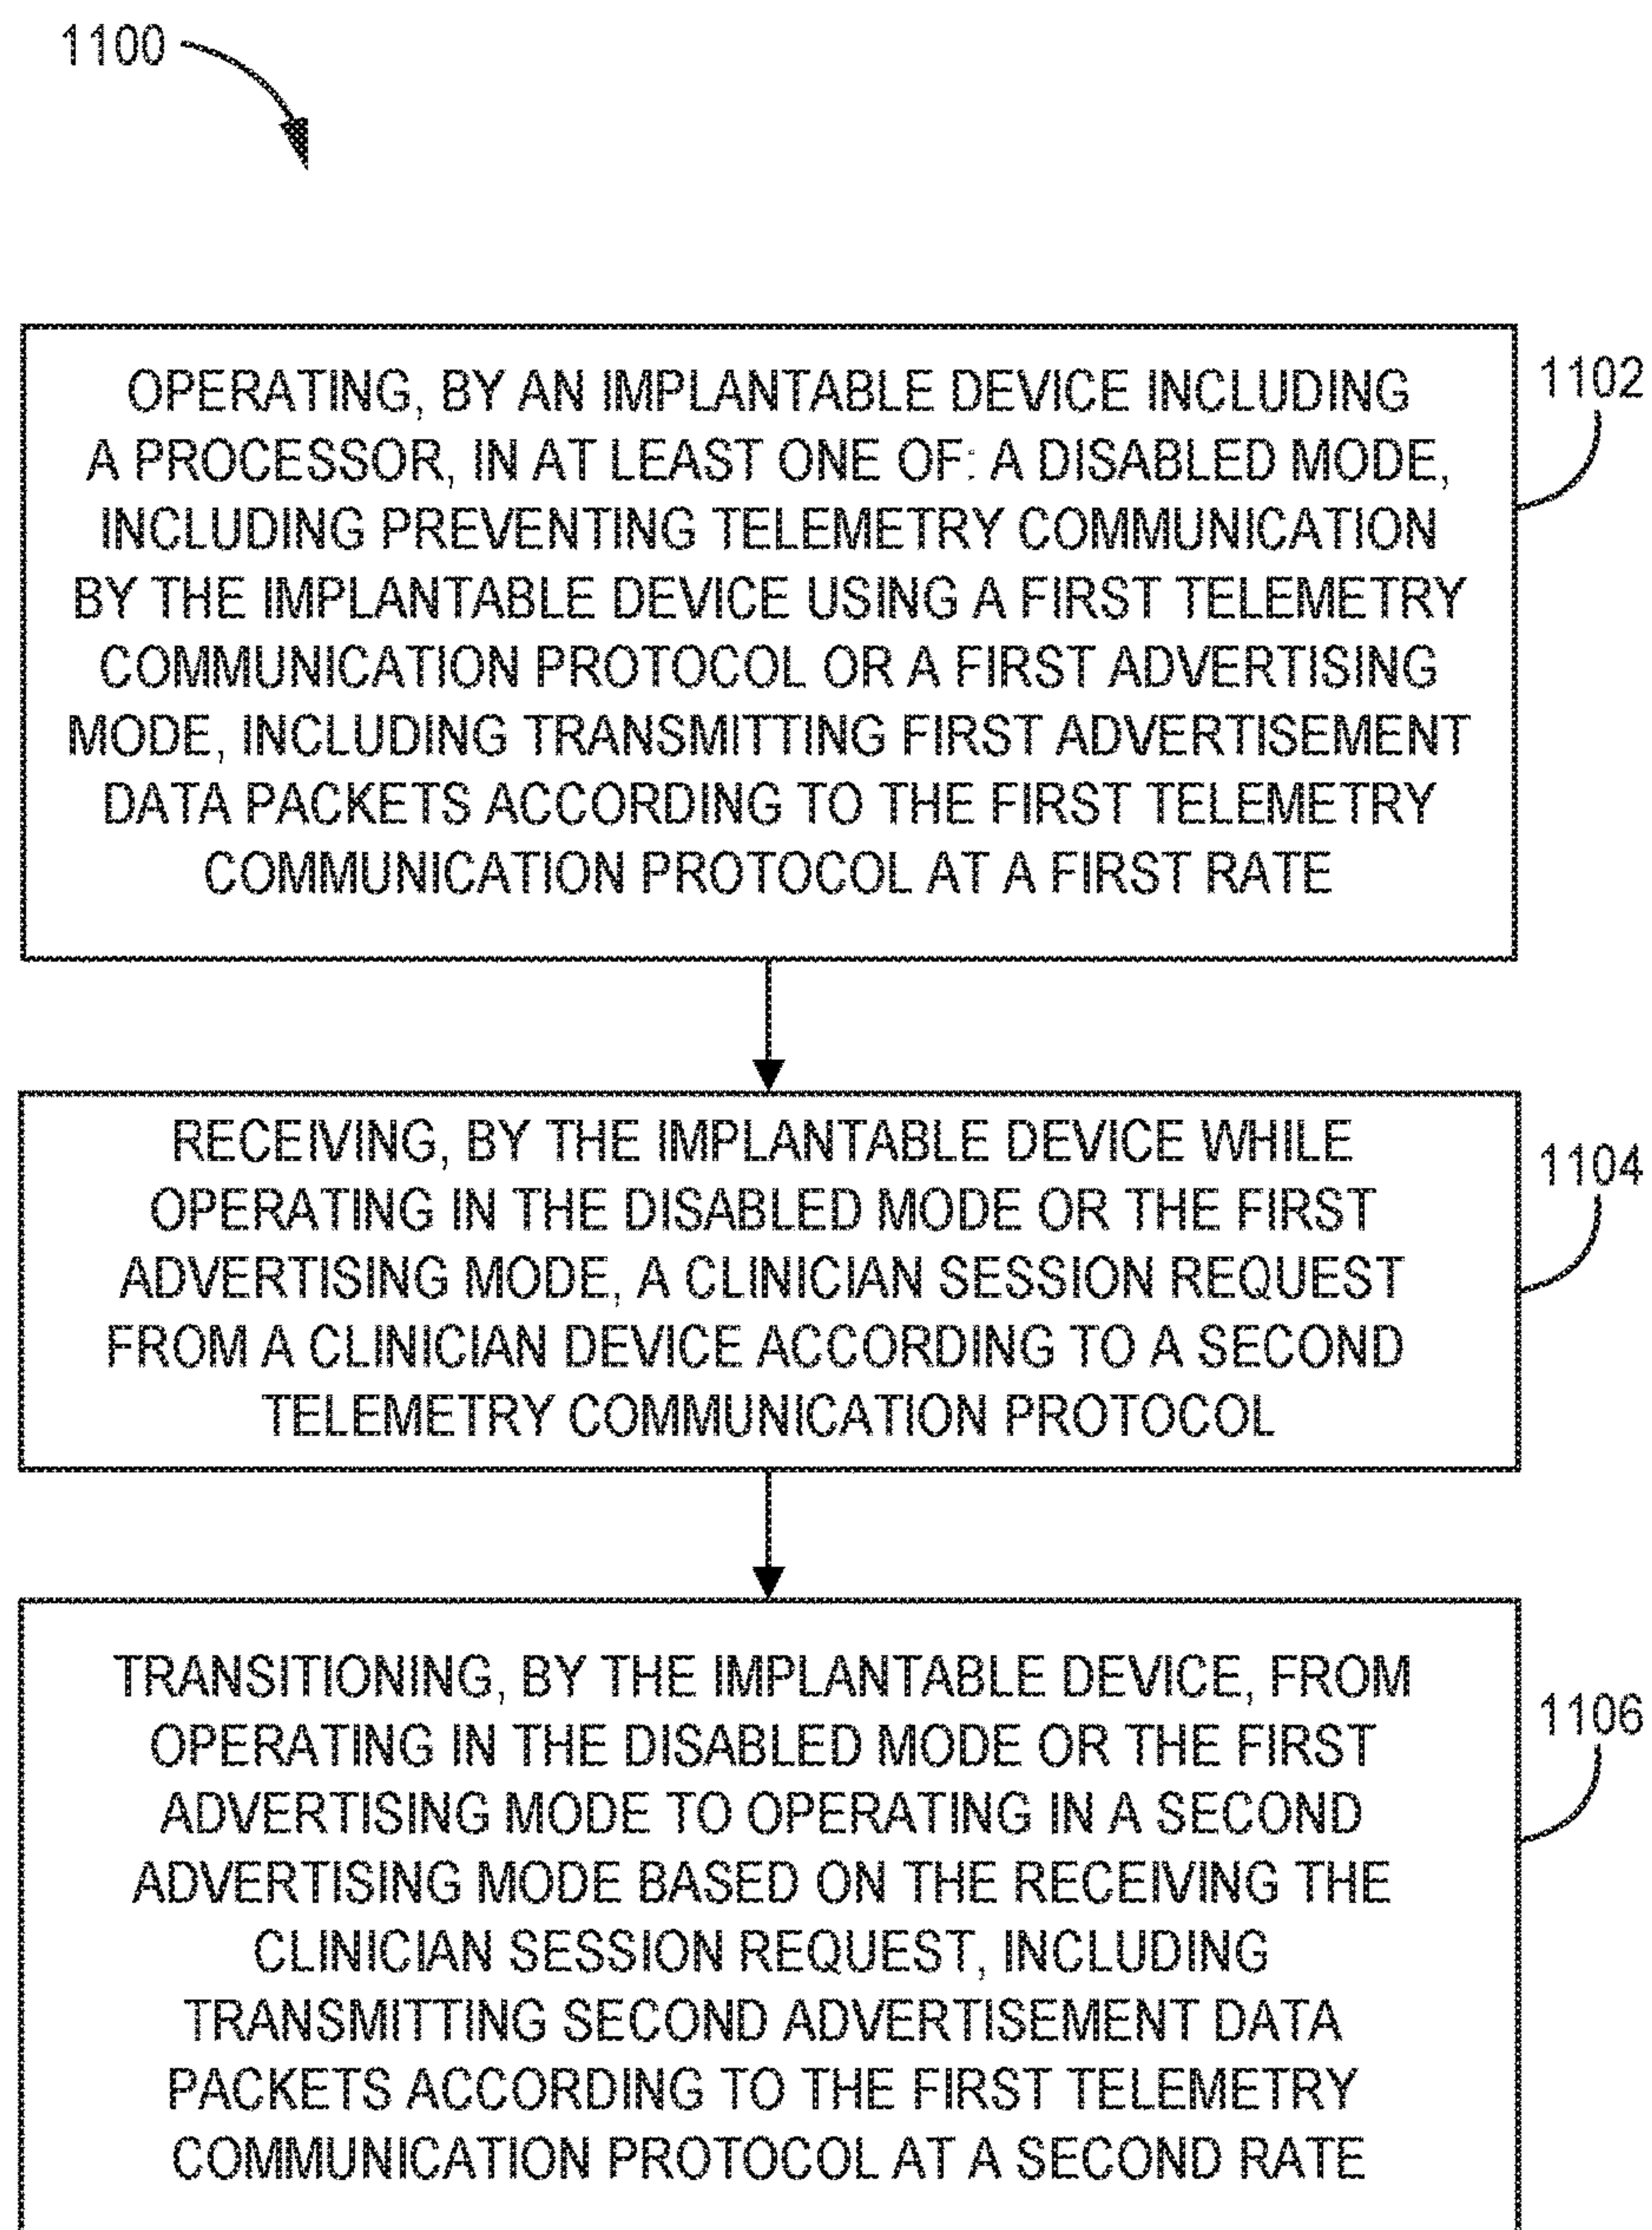 1100
OPERATING, BY AN IMPLANTABLE DEVICE INCLUDING
A PROCESSOR, IN AT LEAST ONE OF: A DISABLED MODE,
INCLUDING PREVENTING TELEMETRY COMMUNICATION
BY THE IMPLANTABLE DEVICE USING A FIRST TELEMETRY
COMMUNICATION PROTOCOL OR A FIRST ADVERTISING
MODE, INCLUDING TRANSMITTING FIRST ADVERTISEMENT
DATA PACKETS ACCORDING TO THE FIRST TELEMETRY
COMMUNICATION PROTOCOL AT A FIRST RATE
1102
RECEIVING, BY THE IMPLANTABLE DEVICE WHILE
OPERATING IN THE DISABLED MODE OR THE FIRST
ADVERTISING MODE, A CLINICIAN SESSION REQUEST
FROM A CLINICIAN DEVICE ACCORDING TO A SECOND
TELEMETRY COMMUNICATION PROTOCOL
1104
TRANSITIONING, BY THE IMPLANTABLE DEVICE, FROM
OPERATING IN THE DISABLED MODE OR THE FIRST
ADVERTISING MODE TO OPERATING IN A SECOND
ADVERTISING MODE BASED ON THE RECEIVING THE
CLINICIAN SESSION REQUEST, INCLUDING
TRANSMITTING SECOND ADVERTISEMENT DATA
PACKETS ACCORDING TO THE FIRST TELEMETRY
COMMUNICATION PROTOCOL AT A SECOND RATE
1106